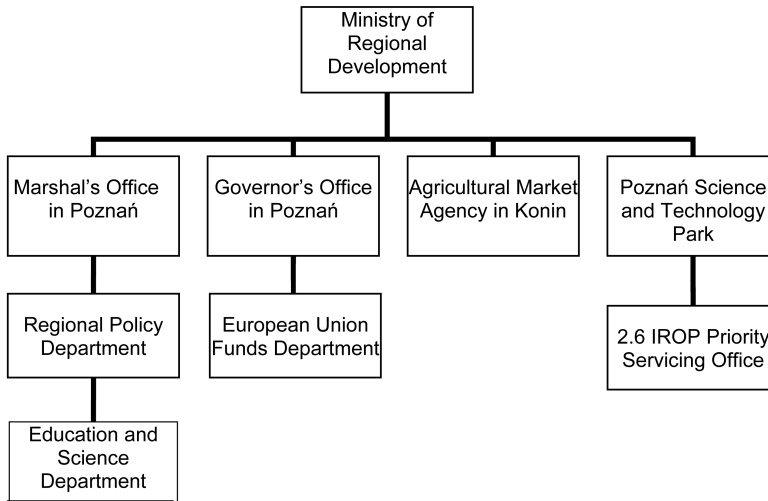 Ministry of
Regional
Development
Marshal's Office
in Poznań
Governor's Office
in Poznań
Agricultural Market
Agency in Konin
Poznań Science
and Technology
Park
Regional Policy
Department
European Union
Funds Department
2.6 IROP Priority
Servicing Office
Education and
Science
Department